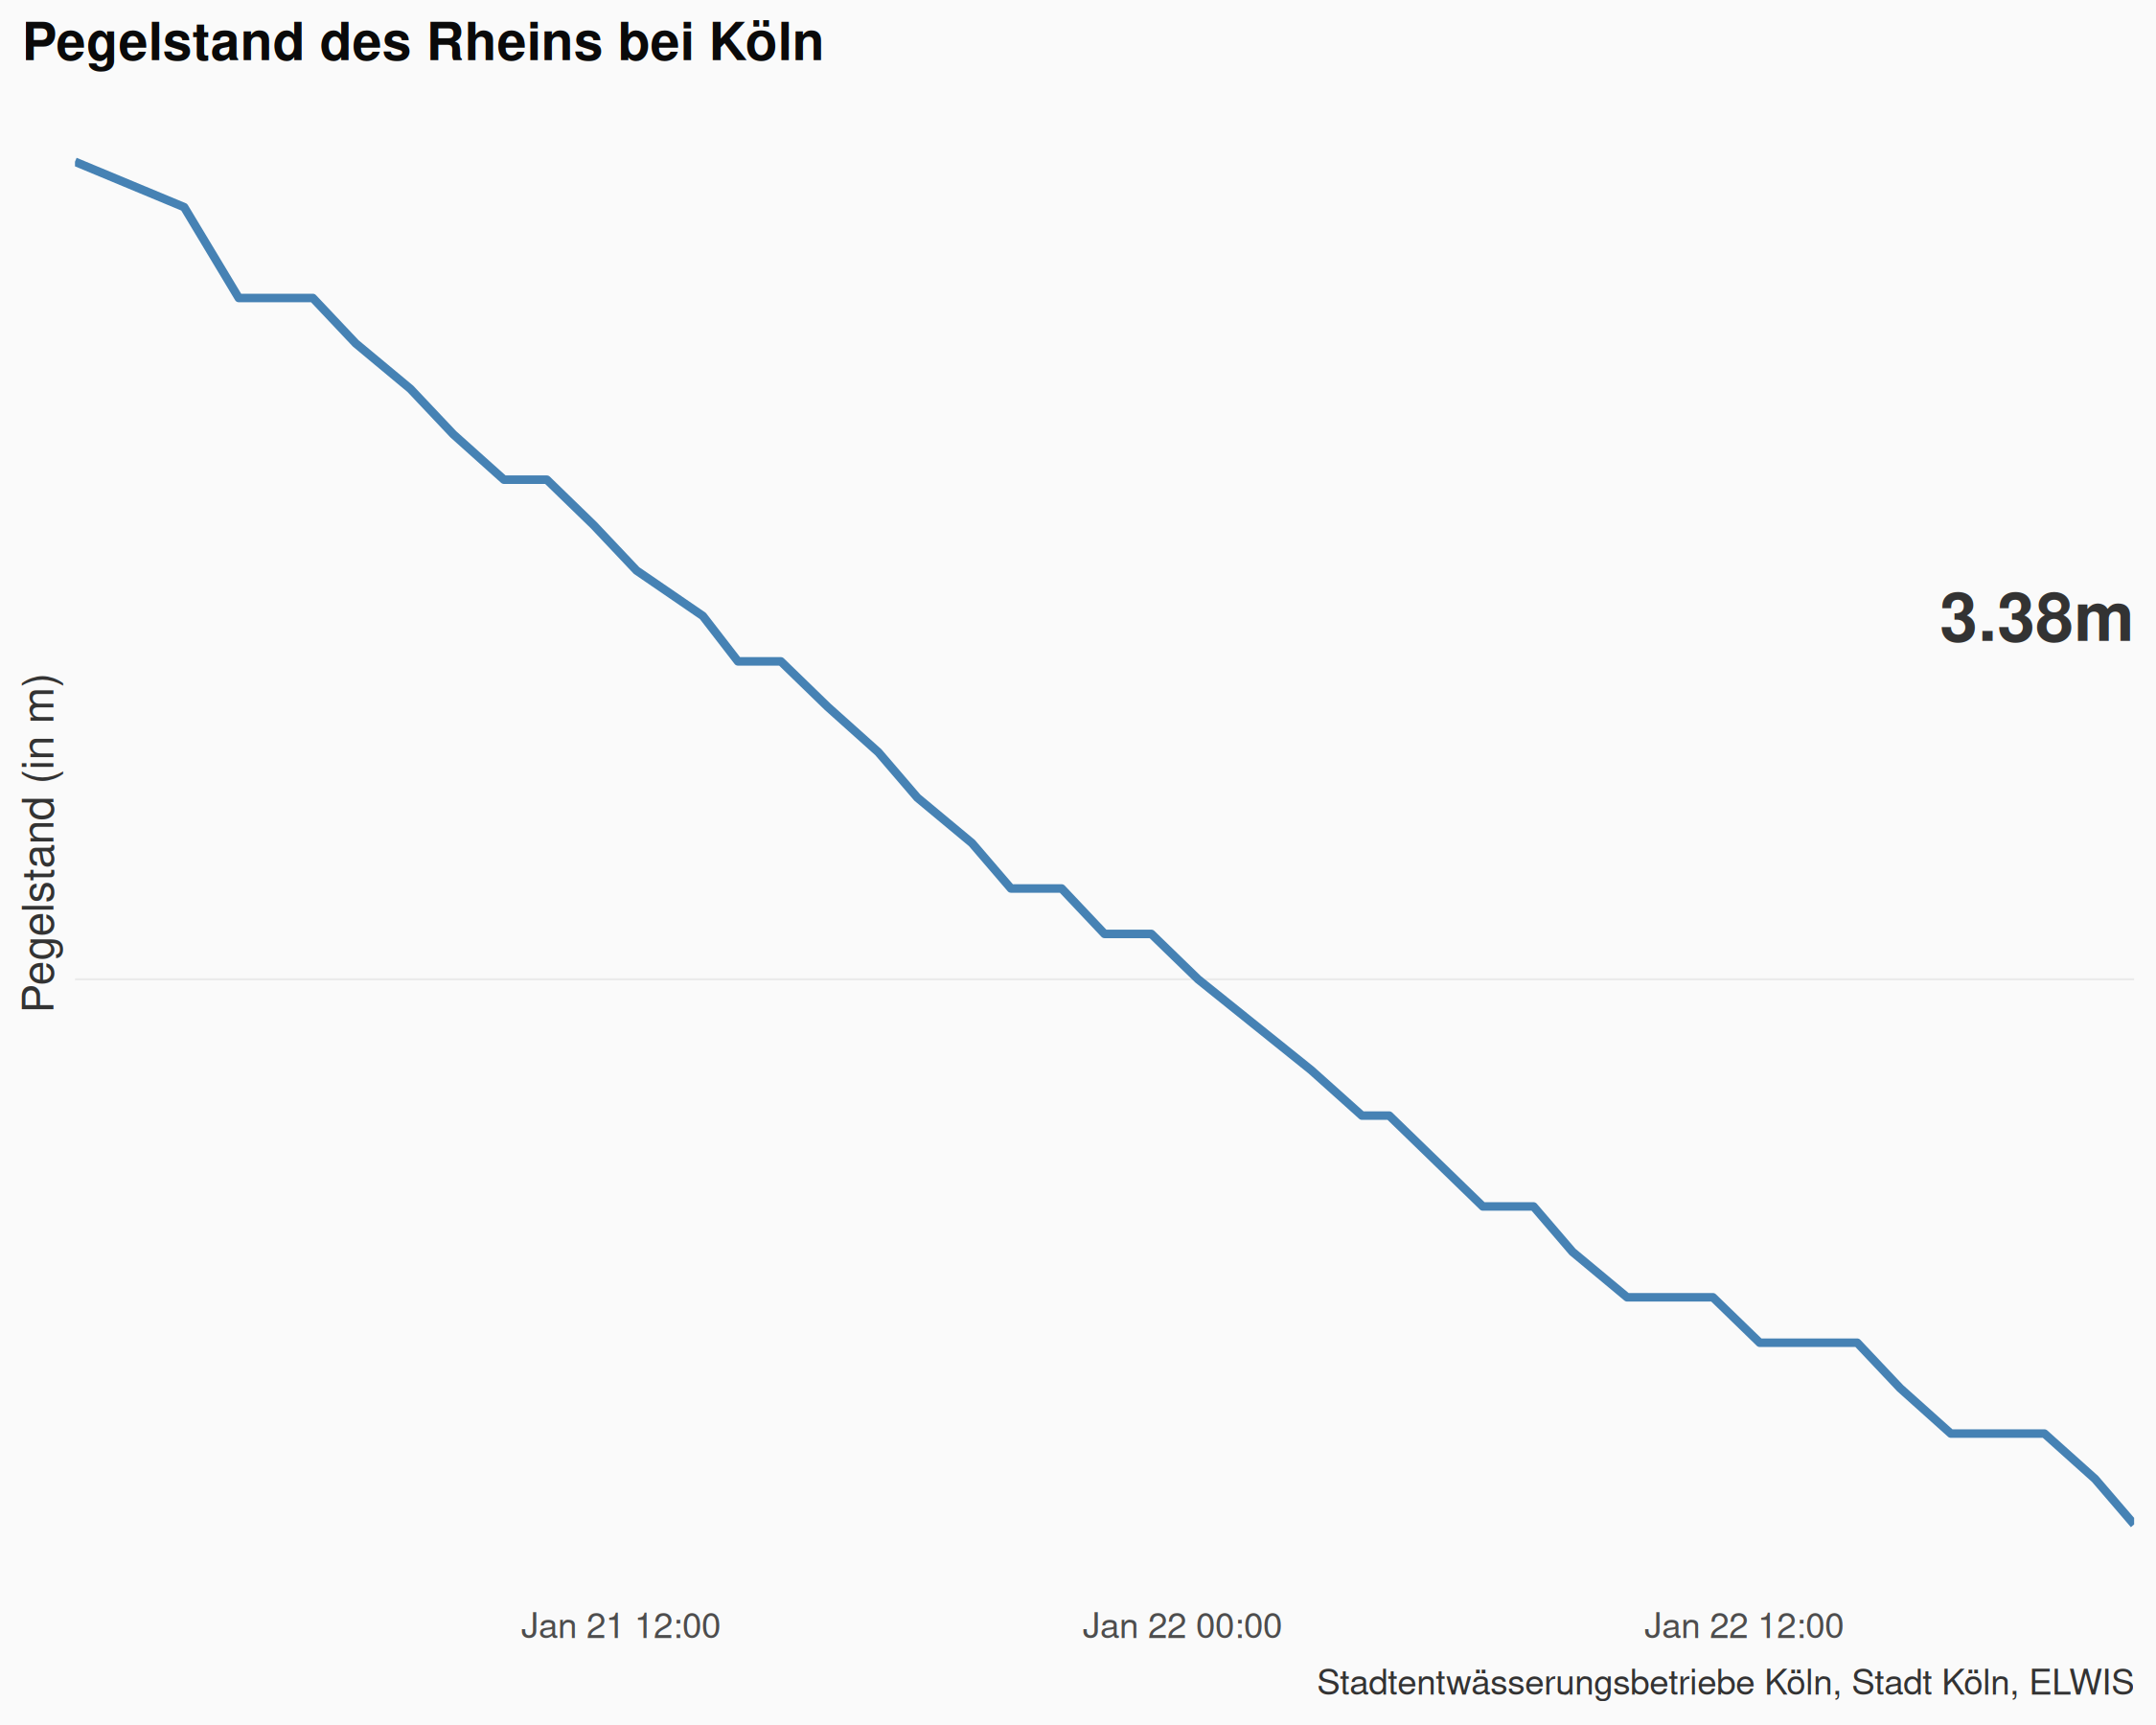 Pegelstand des Rheins bei Köln
3.38m
Pegelstand (in m)
Jan 21 12:00
Jan 22 00:00
Jan 22 12:00
Stadtentwässerungsbetriebe Köln, Stadt Köln, ELWIS